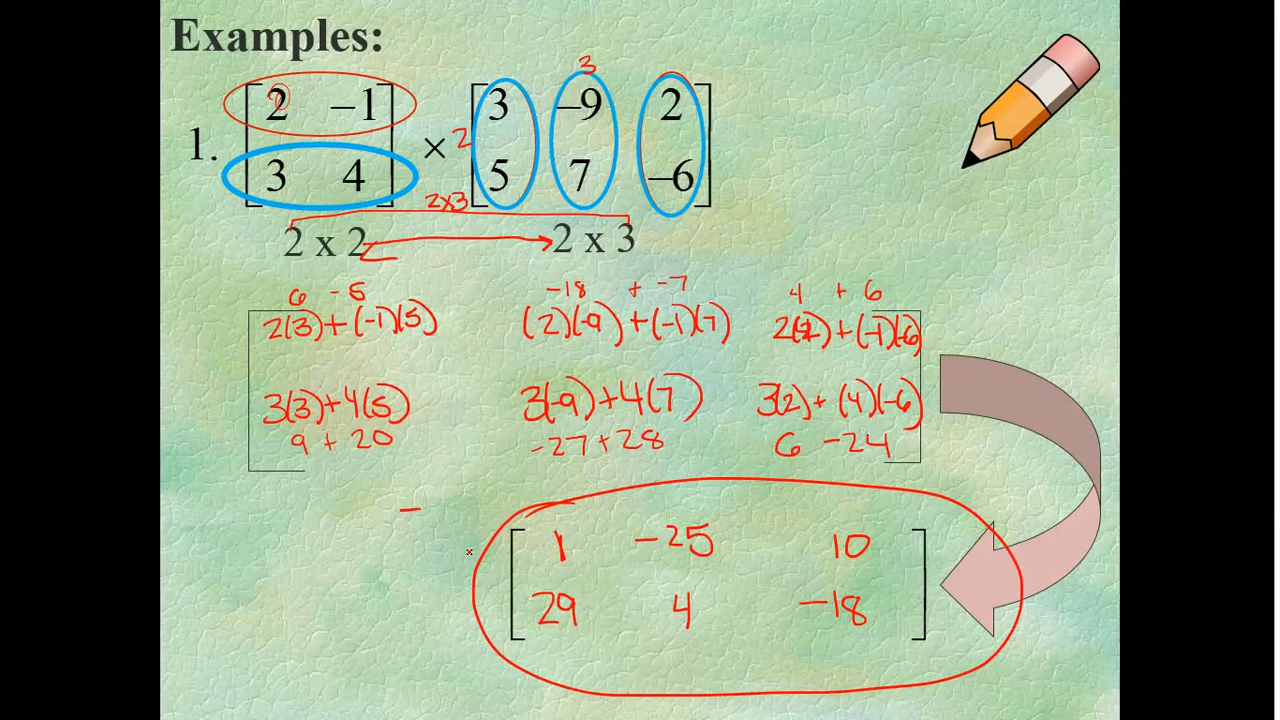 Examples:
3
1. [2 -1] × [3 -9 2]
2
[3 4] [5 7 -6]
2x3
2 x 2 2 x 3
6 - 5 -18 + -7 4 + 6
2(3)+(-1)(5) (2)(-9)+(-1)(7) 2(2)+(-1)(-6)
3(3)+4(5) 3(-9)+4(7) 3(2)+(4)(-6)
9 + 20 -27+28 6 -24
-
1 -25 10
29 4 -18